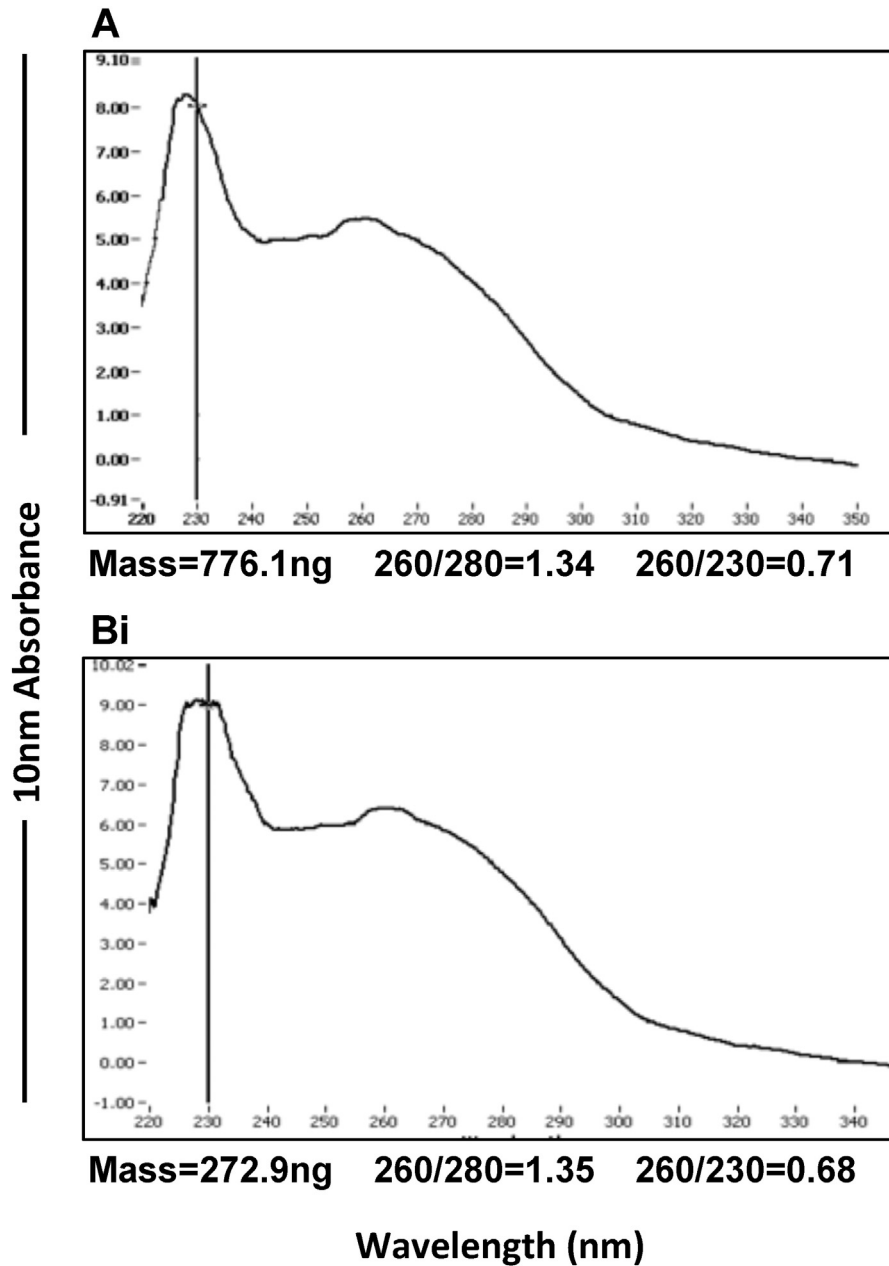 A
10nm Absorbance
9.10
8.00
7.00
6.00
5.00
4.00
3.00
2.00
1.00
0.00
-0.91
220 230 240 250 260 270 280 290 300 310 320 330 340 350
Mass=776.1ng 260/280=1.34 260/230=0.71
Bi
10.02
9.00
8.00
7.00
6.00
5.00
4.00
3.00
2.00
1.00
0.00
-1.00
220 230 240 250 260 270 280 290 300 310 320 330 340
Mass=272.9ng 260/280=1.35 260/230=0.68
Wavelength (nm)